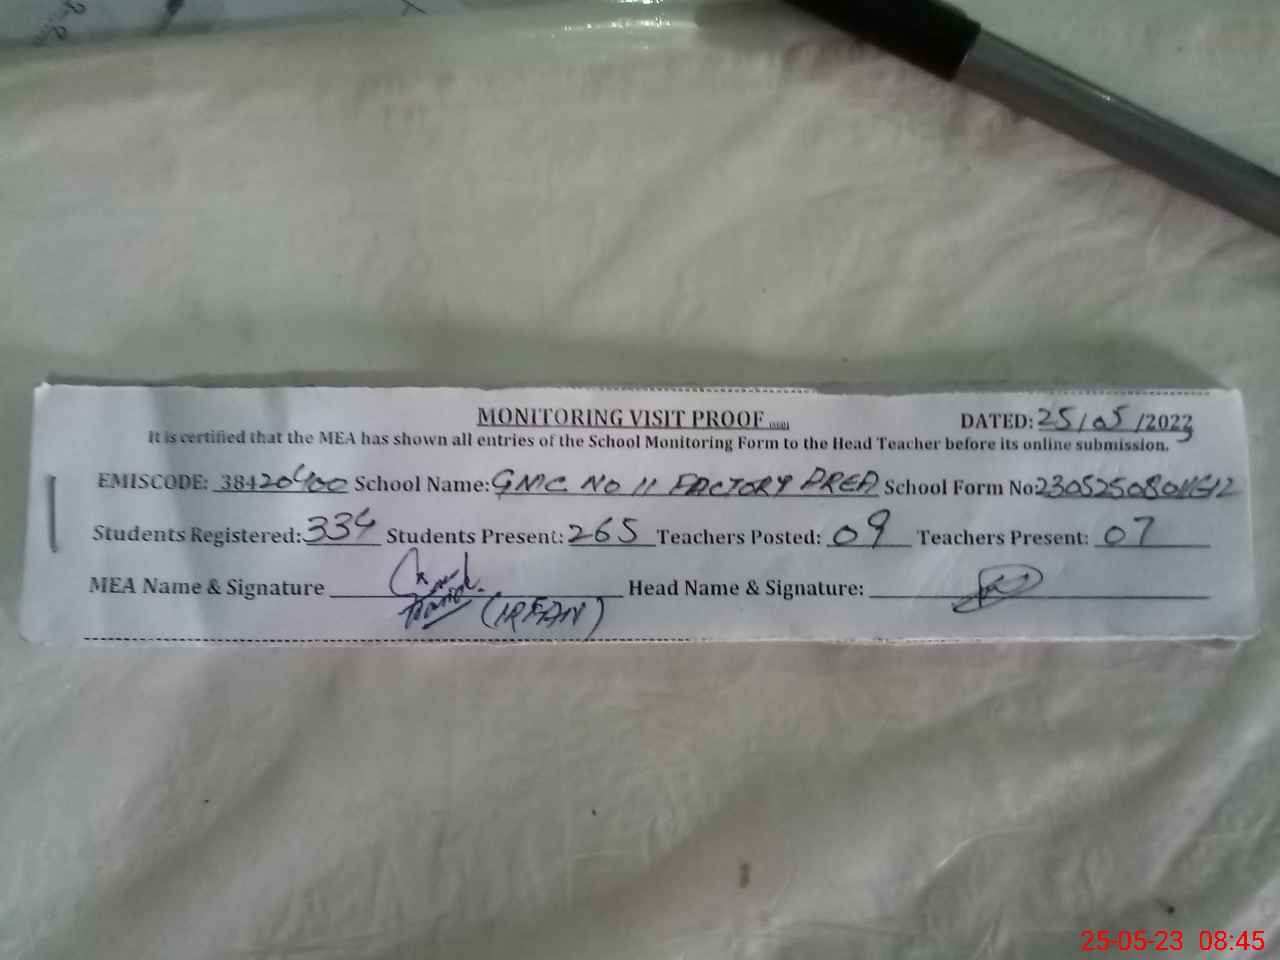 MONITORING VISIT PROOF DATED: 25/05/2023
It is certified that the MEA has shown all entries of the School Monitoring Form to the Head Teacher before its online submission.
EMISCODE: 38420400 School Name: GMC NO 11 FACTORY AREA School Form No
Students Registered: 334 Students Present: 265 Teachers Posted: 09 Teachers Present: 07
MEA Name & Signature Head Name & Signature:
(IRFAN)
25-05-23 08:45